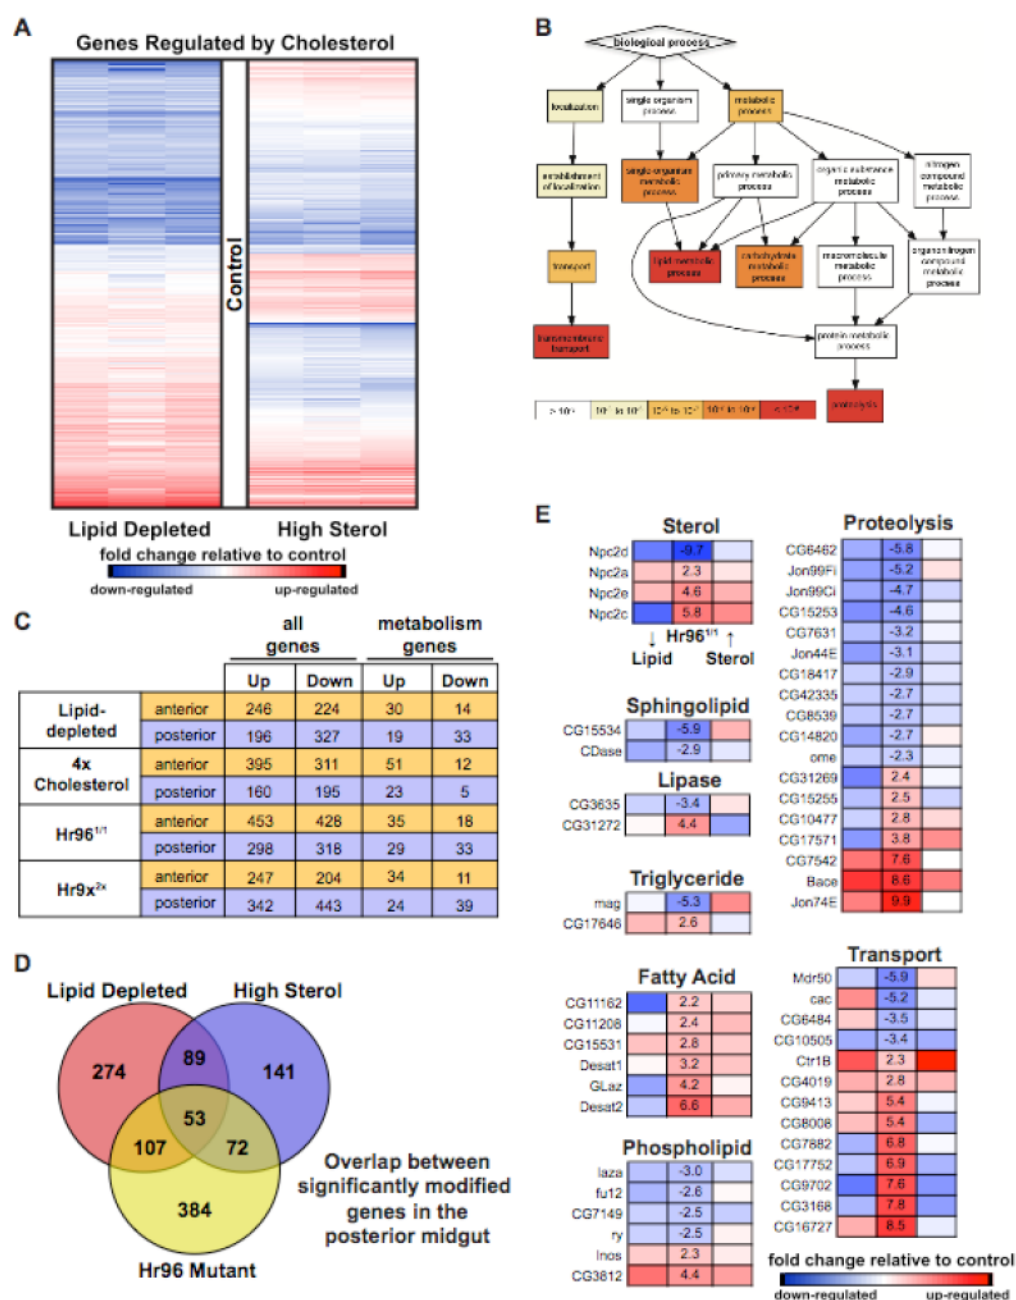 A
Genes Regulated by Cholesterol
Control
Lipid Depleted
High Sterol
fold change relative to control
down-regulated
up-regulated
B
biological process
localization
single organism
process
metabolic
process
establishment
of localization
single-organism
metabolic
process
primary metabolic
process
organic substance
metabolic
process
nitrogen
compound
metabolic
process
transport
lipid metabolic
process
carbohydrate
metabolic
process
macromolecule
metabolic
process
organonitrogen
compound
metabolic
process
transmembrane
transport
protein metabolic
process
proteolysis
C
all
genes
metabolism
genes
Up Down Up Down
Lipid-
depleted
anterior 246 224 30 14
posterior 196 327 19 33
4x
Cholesterol
anterior 395 311 51 12
posterior 160 195 23 5
Hr96 1/1
anterior 453 428 35 18
posterior 298 318 29 33
Hr9x 2x
anterior 247 204 34 11
posterior 342 443 24 39
D
Lipid Depleted
High Sterol
274
89
141
53
107
72
384
Hr96 Mutant
Overlap between
significantly modified
genes in the
posterior midgut
E
Sterol
Npc2d -9.7
Npc2a 2.3
Npc2e 4.6
Npc2c 5.8
↓ Hr96 1/1 ↑
Lipid Sterol
Sphingolipid
CG15534 -5.9
CDase -2.9
Lipase
CG3635 -3.4
CG31272 4.4
Triglyceride
mag -5.3
CG17646 2.6
Fatty Acid
CG11162 2.2
CG11208 2.4
CG15531 2.8
Desat1 3.2
GLaz 4.2
Desat2 6.6
Phospholipid
laza -3.0
fu12 -2.6
CG7149 -2.5
ry -2.5
Inos 2.3
CG3812 4.4
Proteolysis
CG6462 -5.8
Jon99Fi -5.2
Jon99Ci -4.7
CG15253 -4.6
CG7631 -3.2
Jon44E -3.1
CG18417 -2.9
CG42335 -2.7
CG8539 -2.7
CG14820 -2.7
ome -2.3
CG31269 2.4
CG15255 2.5
CG10477 2.8
CG17571 3.8
CG7542 7.6
Bace 8.6
Jon74E 9.9
Transport
Mdr50 -5.9
cac -5.2
CG6484 -3.5
CG10505 -3.4
Ctr1B 2.3
CG4019 2.8
CG9413 5.4
CG8008 5.4
CG7882 6.8
CG17752 6.9
CG9702 7.6
CG3168 7.8
CG16727 8.5
fold change relative to control
down-regulated
up-regulated